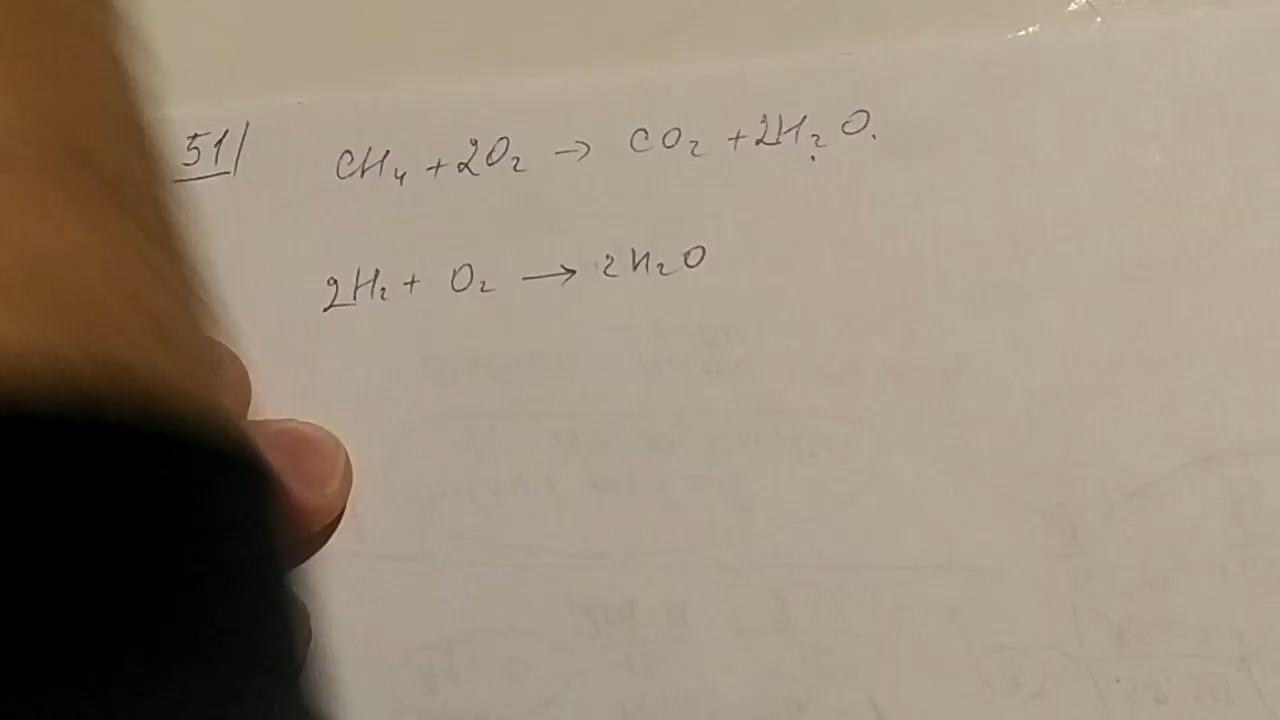 51/ CH₄ + 2O₂ → CO₂ + 2H₂O.
2H₂ + O₂ → 2H₂O